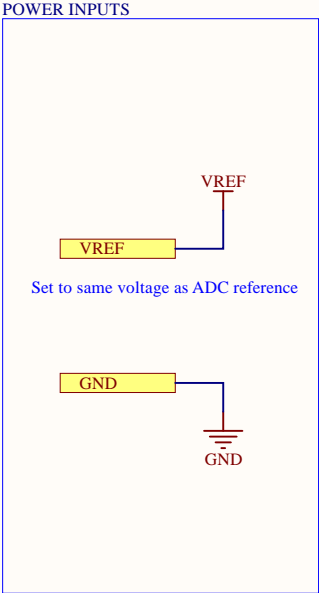 POWER INPUTS
VREF
VREF
Set to same voltage as ADC reference
GND
GND